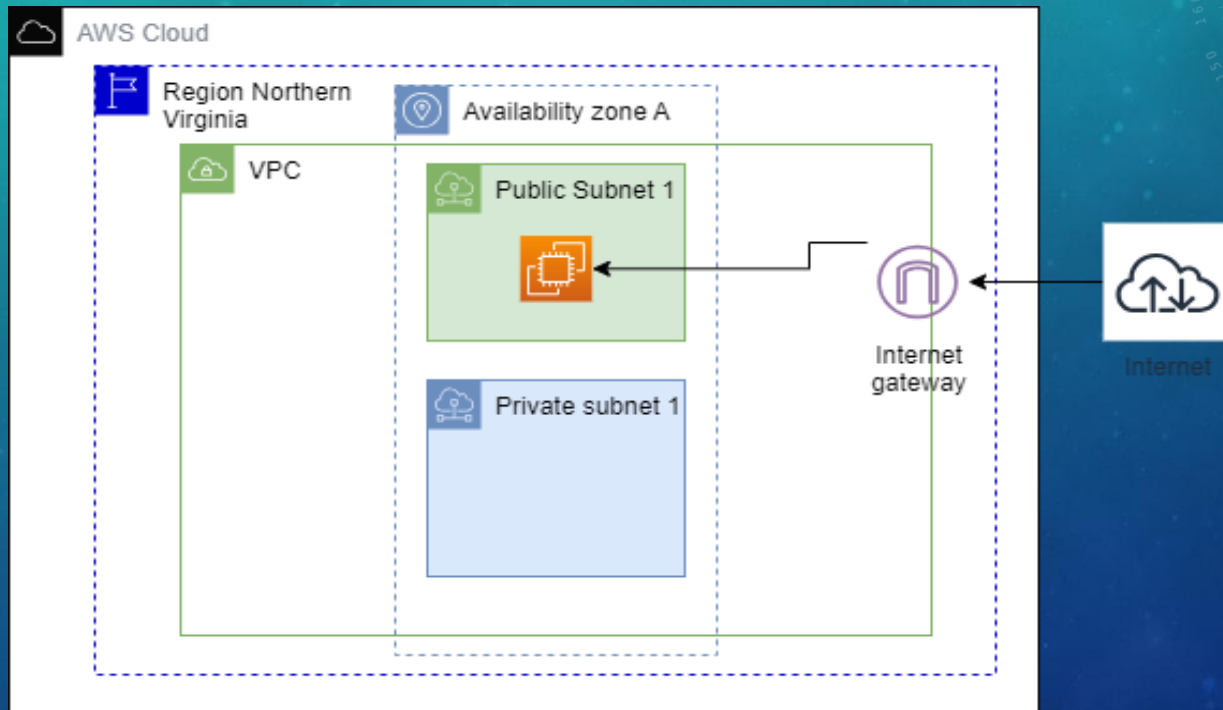 AWS Cloud
Region Northern
Virginia
Availability zone A
VPC
Public Subnet 1
Internet
gateway
Internet
Private subnet 1